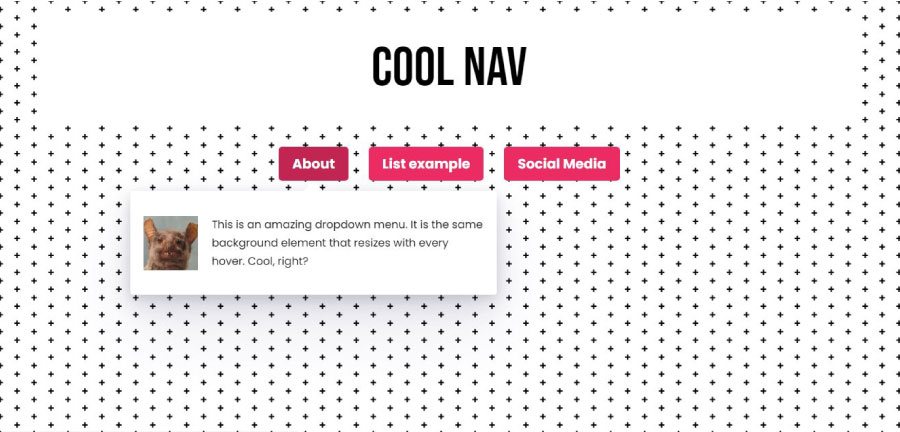 COOL NAV
About
List example
Social Media
This is an amazing dropdown menu. It is the same
background element that resizes with every
hover. Cool, right?